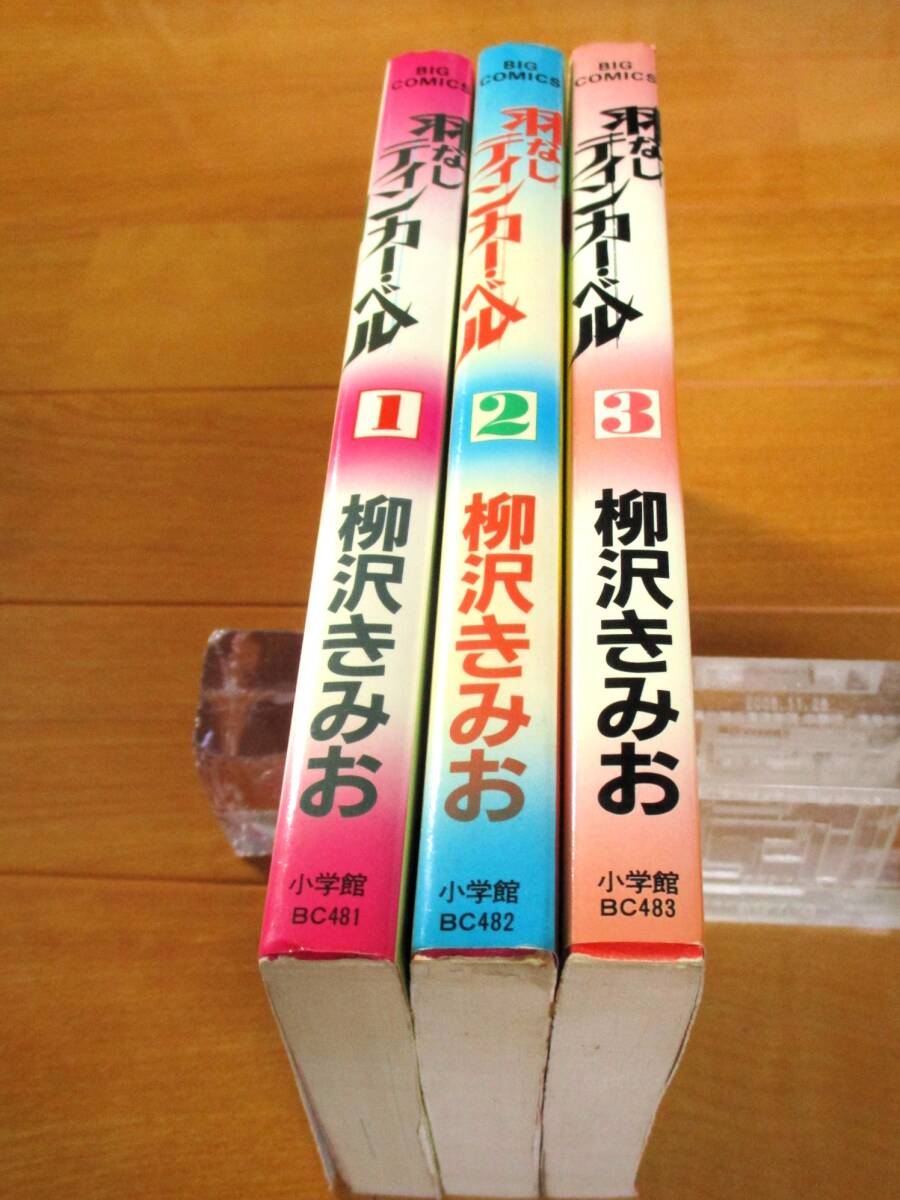 BIG
COMICS
羽なし
ティンカー・ベル
1
柳沢きみお
小学館
BC481
BIG
COMICS
羽なし
ティンカー・ベル
2
柳沢きみお
小学館
BC482
BIG
COMICS
羽なし
ティンカー・ベル
3
柳沢きみお
小学館
BC483